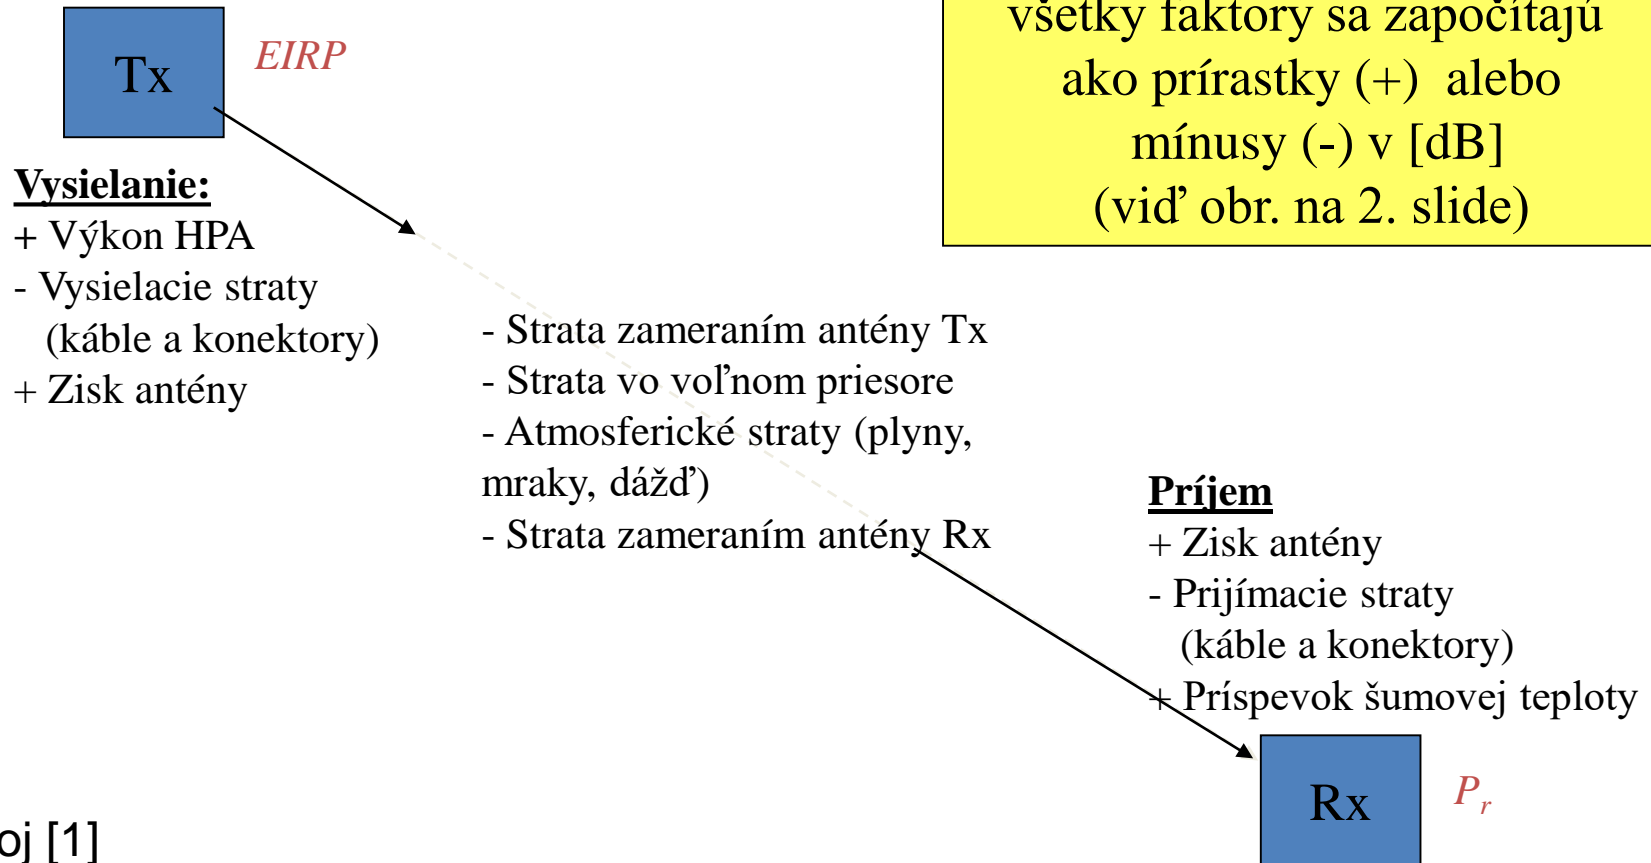 všetky faktory sa započítajú
ako prírastky (+) alebo
mínusy (-) v [dB]
(viď obr. na 2. slide)
Tx
EIRP
Vysielanie:
+ Výkon HPA
- Vysielacie straty
(káble a konektory)
+ Zisk antény
- Strata zameraním antény Tx
- Strata vo voľnom priesore
- Atmosferické straty (plyny,
mraky, dážď)
- Strata zameraním antény Rx
Príjem
+ Zisk antény
- Prijímacie straty
(káble a konektory)
+ Príspevok šumovej teploty
Rx
Pr
oj [1]